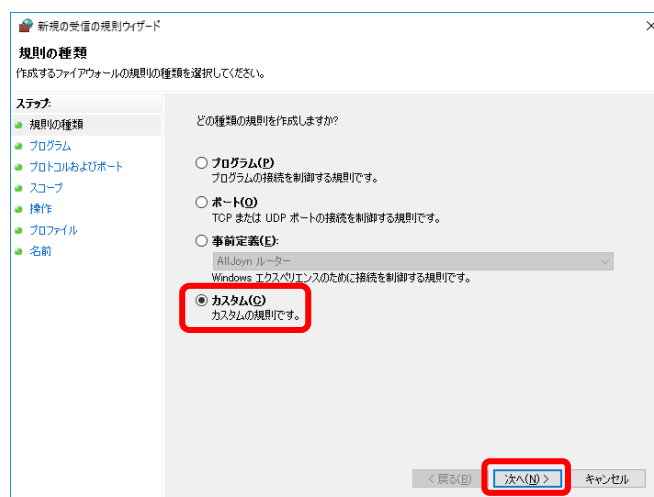 新規の受信の規則ウィザード
規則の種類
作成するファイアウォールの規則の種類を選択してください。
ステップ:
規則の種類
プログラム
プロトコルおよびポート
スコープ
操作
プロファイル
名前
どの種類の規則を作成しますか?
プログラム(P)
プログラムの接続を制御する規則です。
ポート(O)
TCP または UDP ポートの接続を制御する規則です。
事前定義(E):
AllJoyn ルーター
Windows エクスペリエンスのために接続を制御する規則です。
カスタム(C)
カスタムの規則です。
< 戻る(B)
次へ(N) >
キャンセル